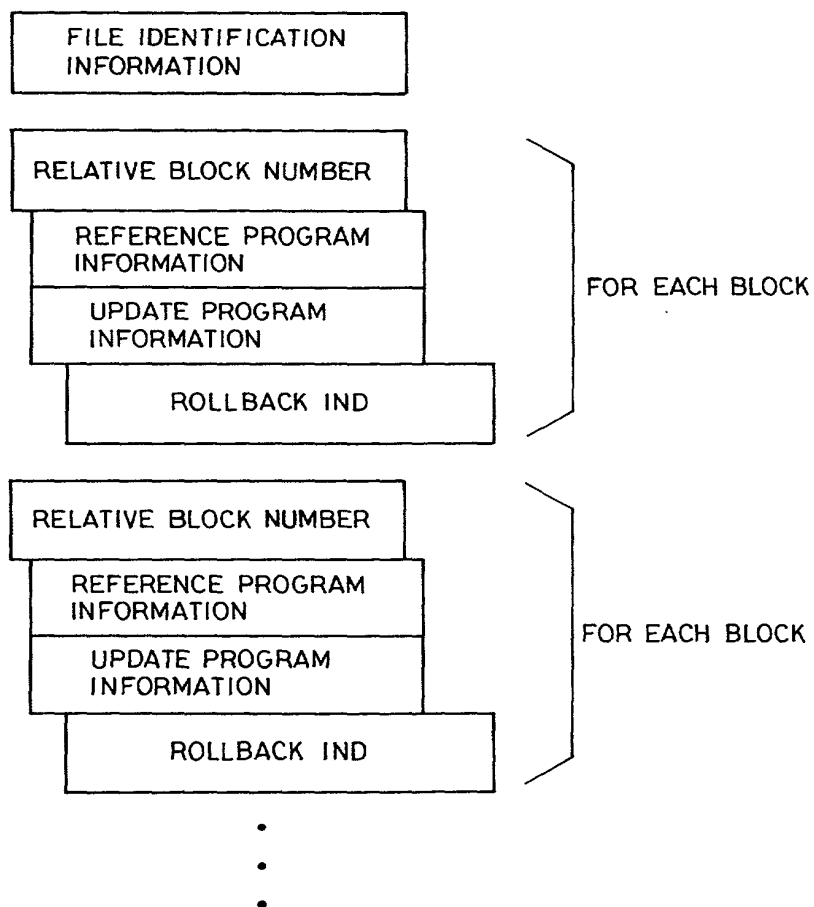 FILE IDENTIFICATION
INFORMATION
RELATIVE BLOCK NUMBER
REFERENCE PROGRAM
INFORMATION
UPDATE PROGRAM
INFORMATION
ROLLBACK IND
FOR EACH BLOCK
RELATIVE BLOCK NUMBER
REFERENCE PROGRAM
INFORMATION
UPDATE PROGRAM
INFORMATION
ROLLBACK IND
FOR EACH BLOCK